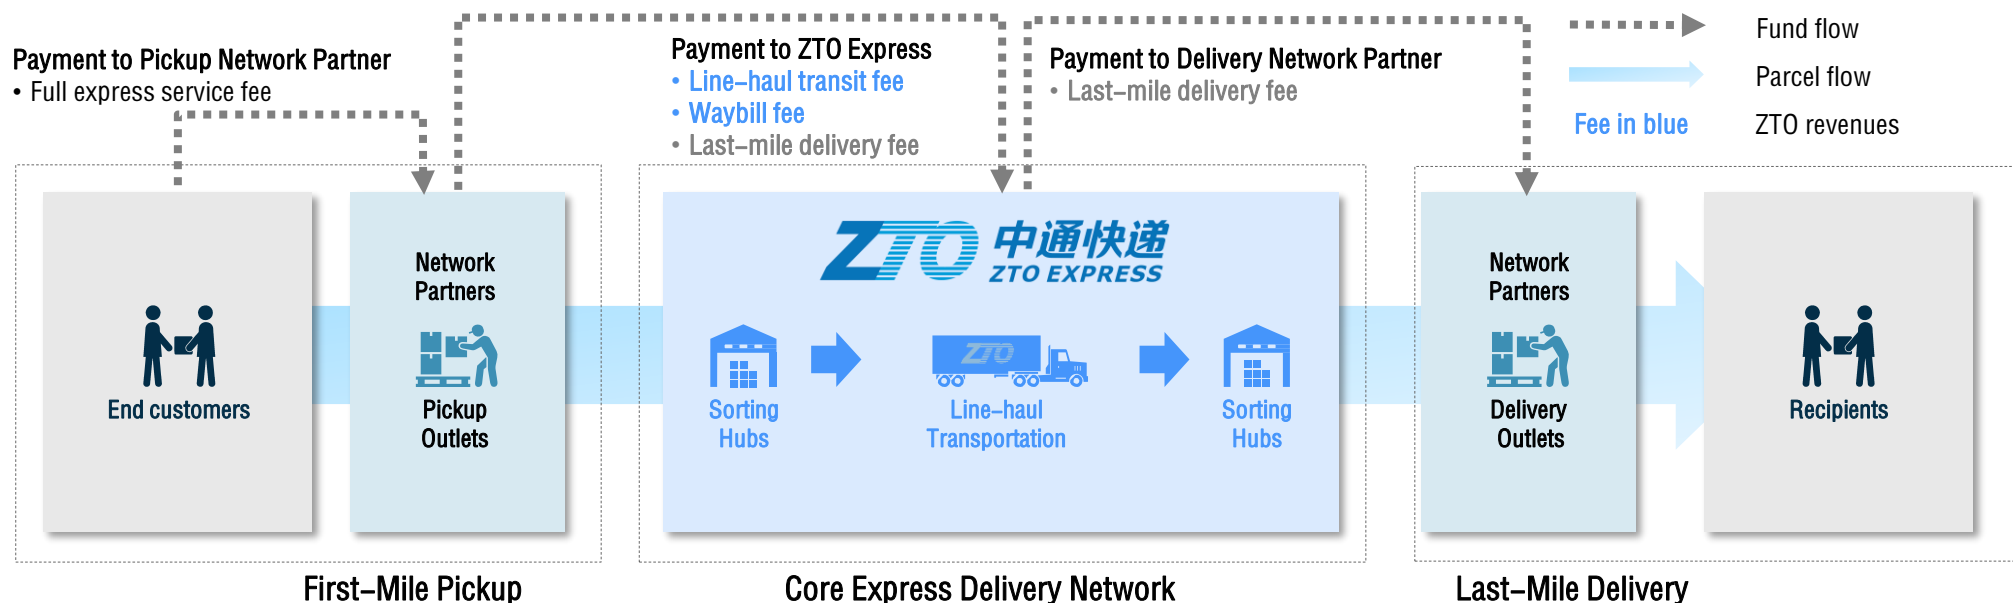 Payment to Pickup Network Partner
• Full express service fee
Payment to ZTO Express
• Line-haul transit fee
• Waybill fee
• Last-mile delivery fee
Payment to Delivery Network Partner
• Last-mile delivery fee
Fund flow
Parcel flow
Fee in blue
ZTO revenues
End customers
Network
Partners
Pickup
Outlets
ZTO 中通快递
ZTO EXPRESS
Sorting
Hubs
ZTO
Line-haul
Transportation
Sorting
Hubs
Network
Partners
Delivery
Outlets
Recipients
First-Mile Pickup
Core Express Delivery Network
Last-Mile Delivery